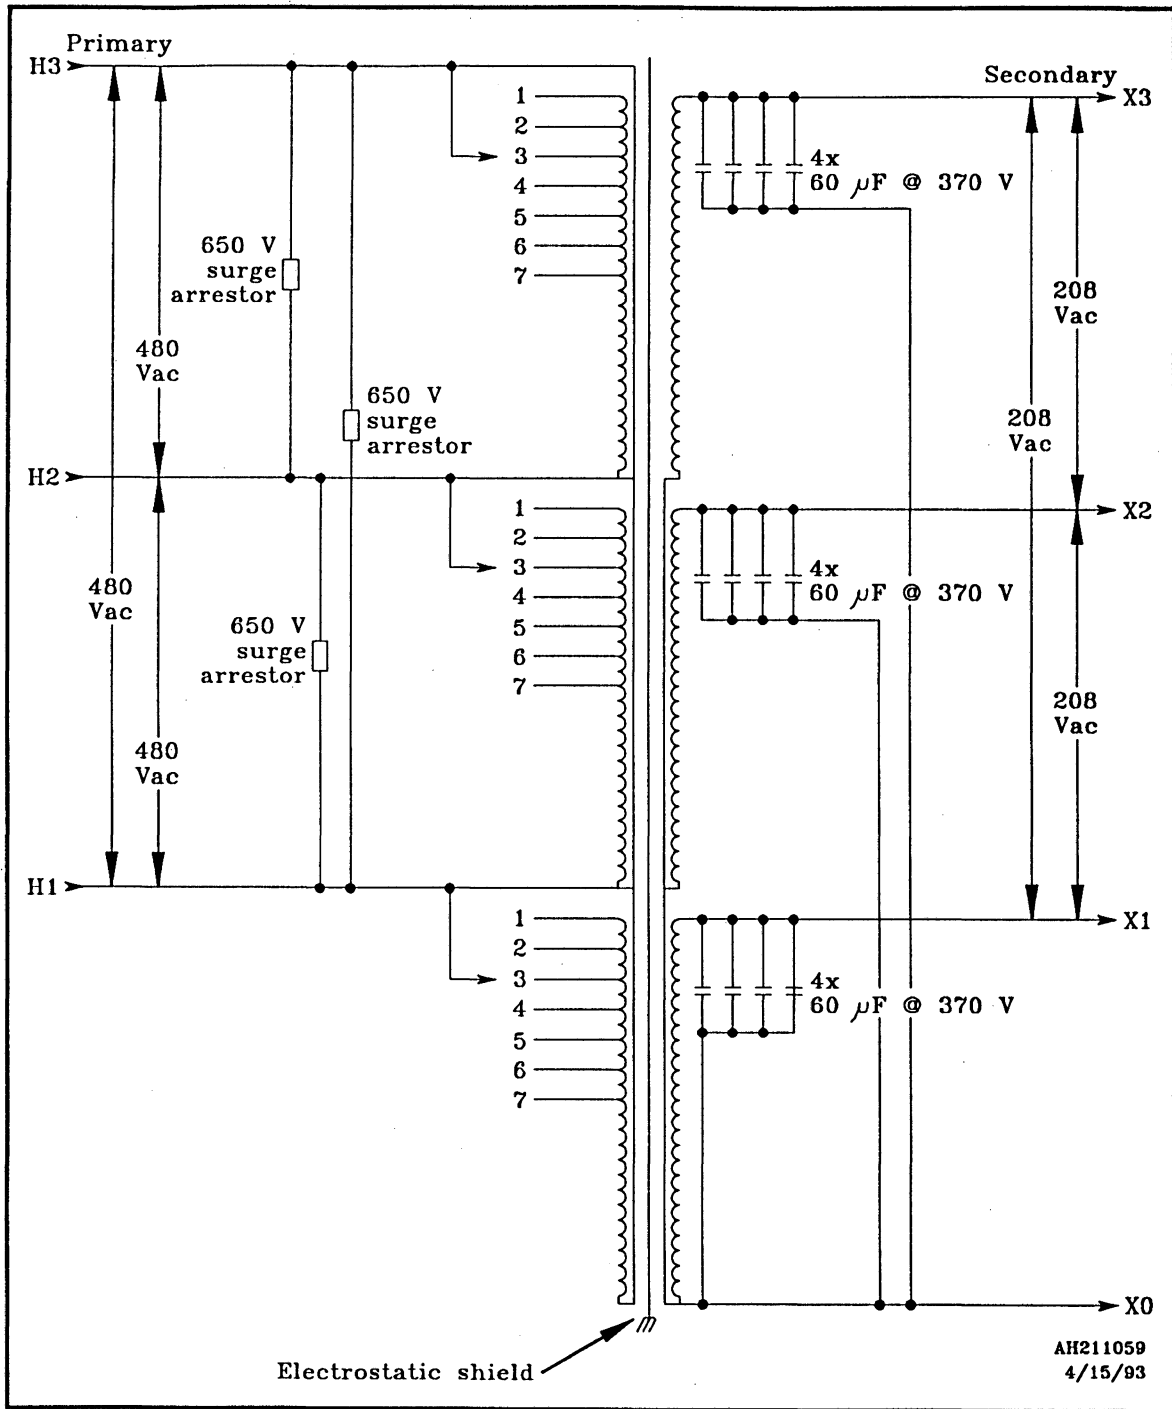 Primary
H3
Secondary
X3
1
2
3
4
5
6
7
4x
60 μF @ 370 V
650 V
surge
arrestor
208
Vac
480
Vac
650 V
surge
arrestor
208
Vac
H2
X2
1
2
3
4
5
6
7
4x
60 μF @ 370 V
480
Vac
650 V
surge
arrestor
208
Vac
480
Vac
H1
X1
1
2
3
4
5
6
7
4x
60 μF @ 370 V
X0
Electrostatic shield
AH211059
4/15/93